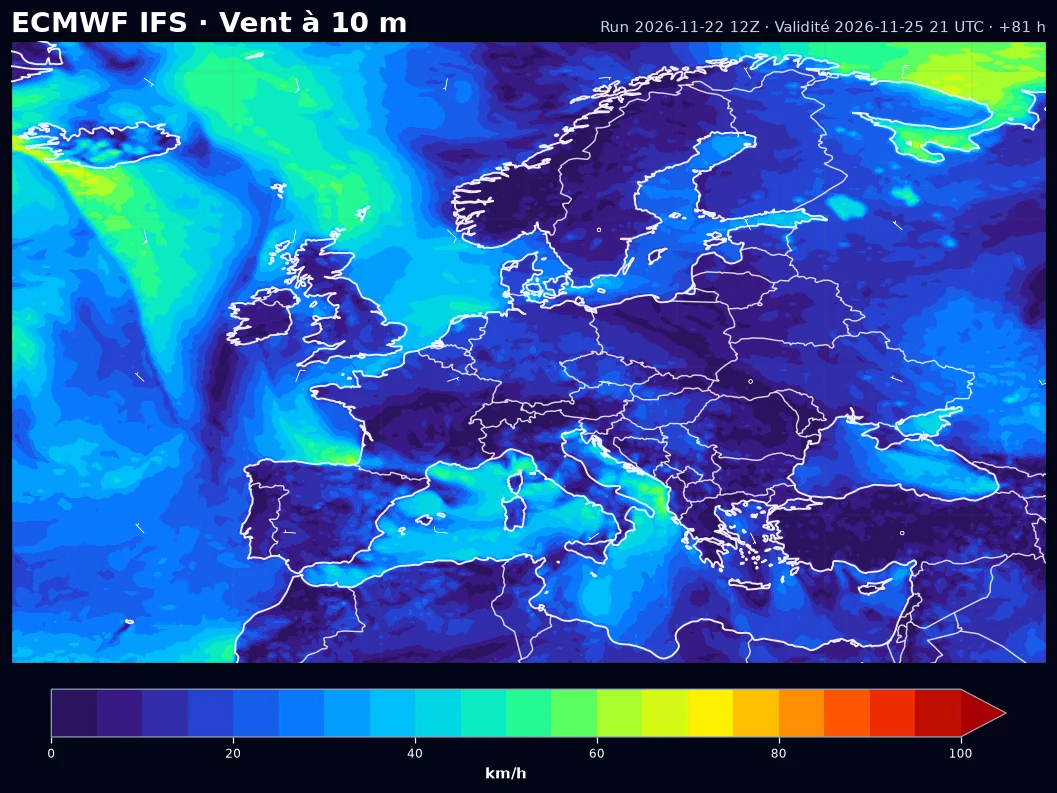 ECMWF IFS · Vent à 10 m
Run 2026-11-22 12Z · Validité 2026-11-25 21 UTC · +81 h
0 20 40 60 80 100
km/h